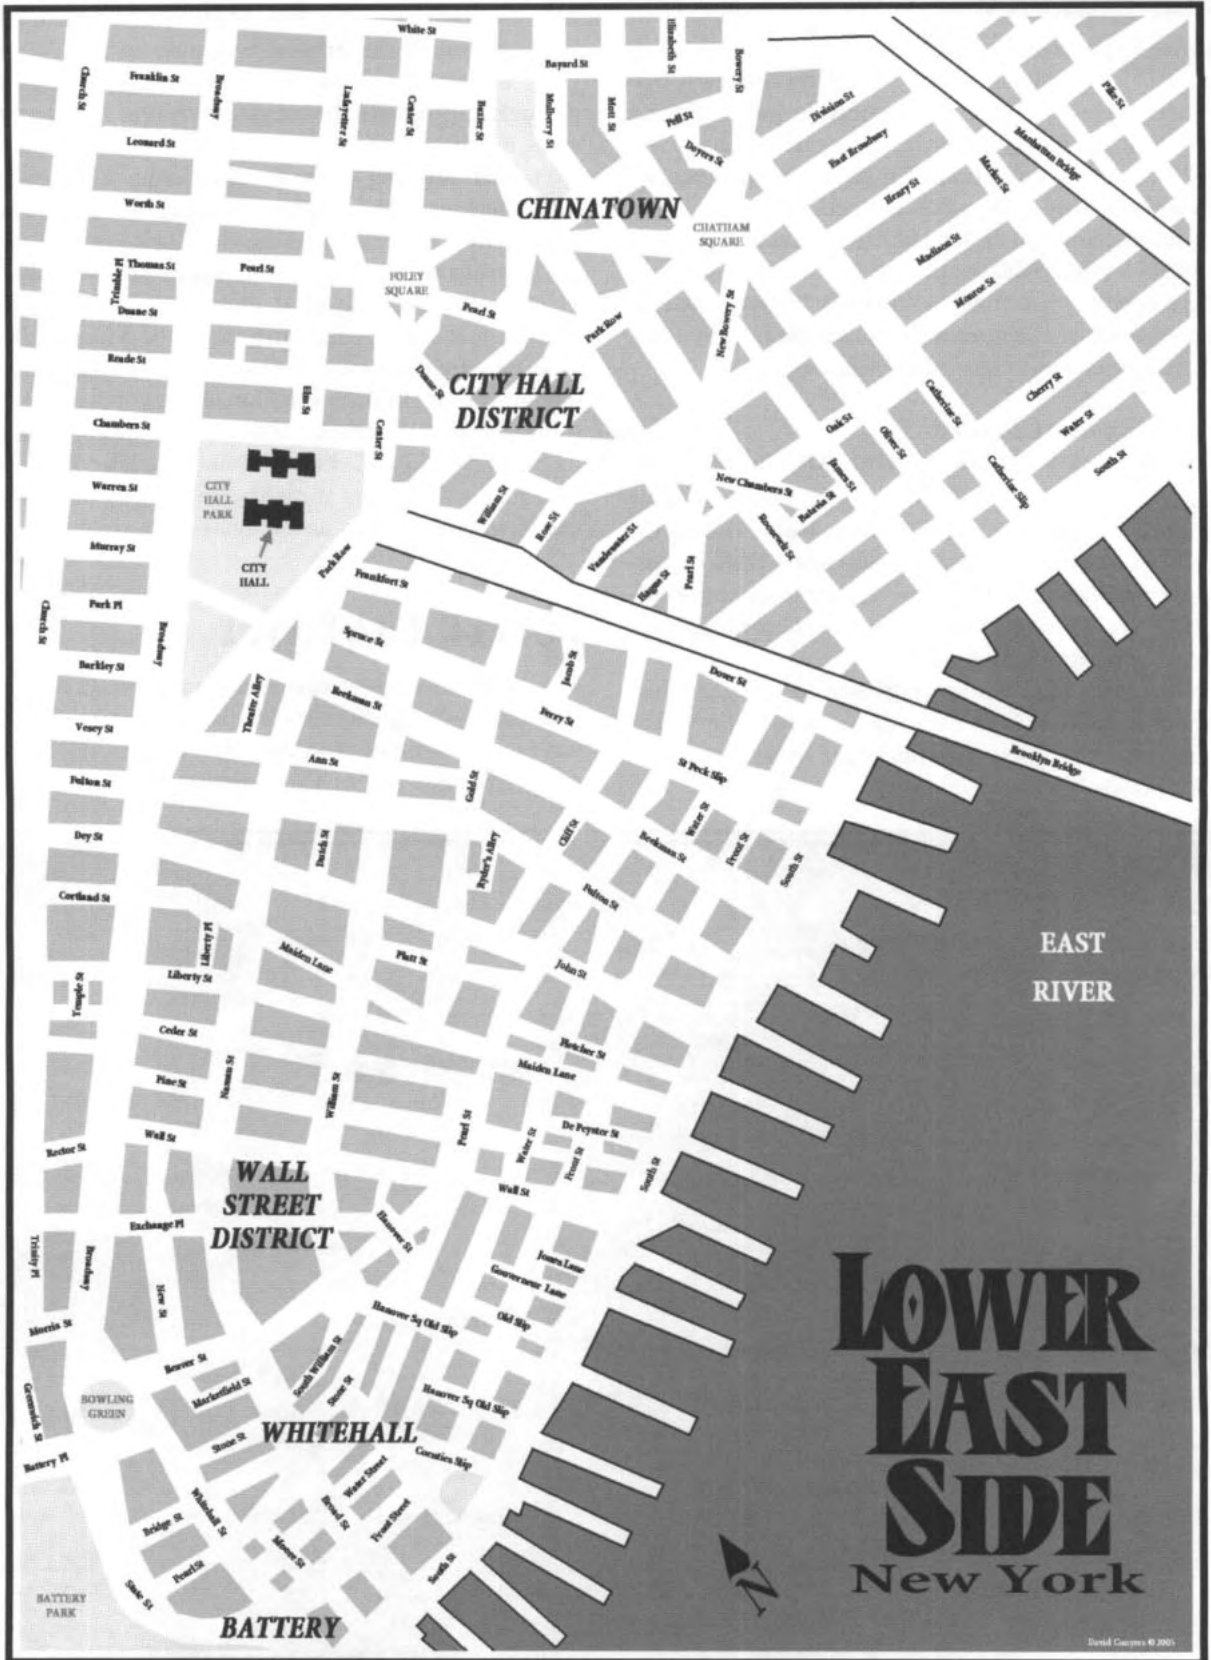 White St
Elizabeth St
Bowery St
Bayard St
Church St
Franklin St
Broadway
Lafayetter St
Center St
Baxter St
Mulberry St
Mott St
Pell St
Division St
Pike St
Leonard St
Doyers St
East Broadway
Manhattan Bridge
Market St
Henry St
Worth St
CHINATOWN
CHATHAM
SQUARE
Madison St
Thomas St
Trimble Pl
Pearl St
FOLEY
SQUARE
Monroe St
Duane St
Pearl St
Park Row
New Bowery St
Reade St
Duane St
CITY HALL
DISTRICT
Elm St
Cherry St
Catherine St
Water St
Chambers St
Center St
Oak St
Oliver St
South St
Catherine Slip
James St
New Chambers St
Batavia St
Roosevelt St
Warren St
CITY
HALL
PARK
William St
Rose St
Vandewater St
Murray St
Park Row
CITY
HALL
Frankfort St
Hague St
Pearl St
Park Pl
Church St
Broadway
Spruce St
Jacob St
Dover St
Barkley St
Theater Alley
Beekman St
Ferry St
Vesey St
Ann St
St Peck Slip
Brooklyn Bridge
Fulton St
Gold St
Water St
Front St
South St
Dey St
Dutch St
Ryder's Alley
Cliff St
Beekman St
Cortland St
Fulton St
Liberty Pl
Maiden Lane
Platt St
John St
EAST
RIVER
Temple St
Liberty St
Ceder St
Fletcher St
Maiden Lane
Pine St
Nassau St
William St
Pearl St
De Peyster St
Wall St
Rector St
Water St
Front St
South St
WALL
STREET
DISTRICT
Wall St
Exchange Pl
Hanover St
Trinity Pl
Broadway
New St
Jones Lane
Gouverneur Lane
Old Slip
Hanover Sq Old Slip
Morris St
Beaver St
South William St
Stone St
Marketfield St
Greenwich St
BOWLING
GREEN
Hanover Sq Old Slip
WHITEHALL
Stone St
Coenties Slip
Battery Pl
Water Street
Whitehall St
Broad St
Front Street
Bridge St
Moore St
Pearl St
South St
State St
BATTERY
PARK
BATTERY
LOWER
EAST
SIDE
New York
N